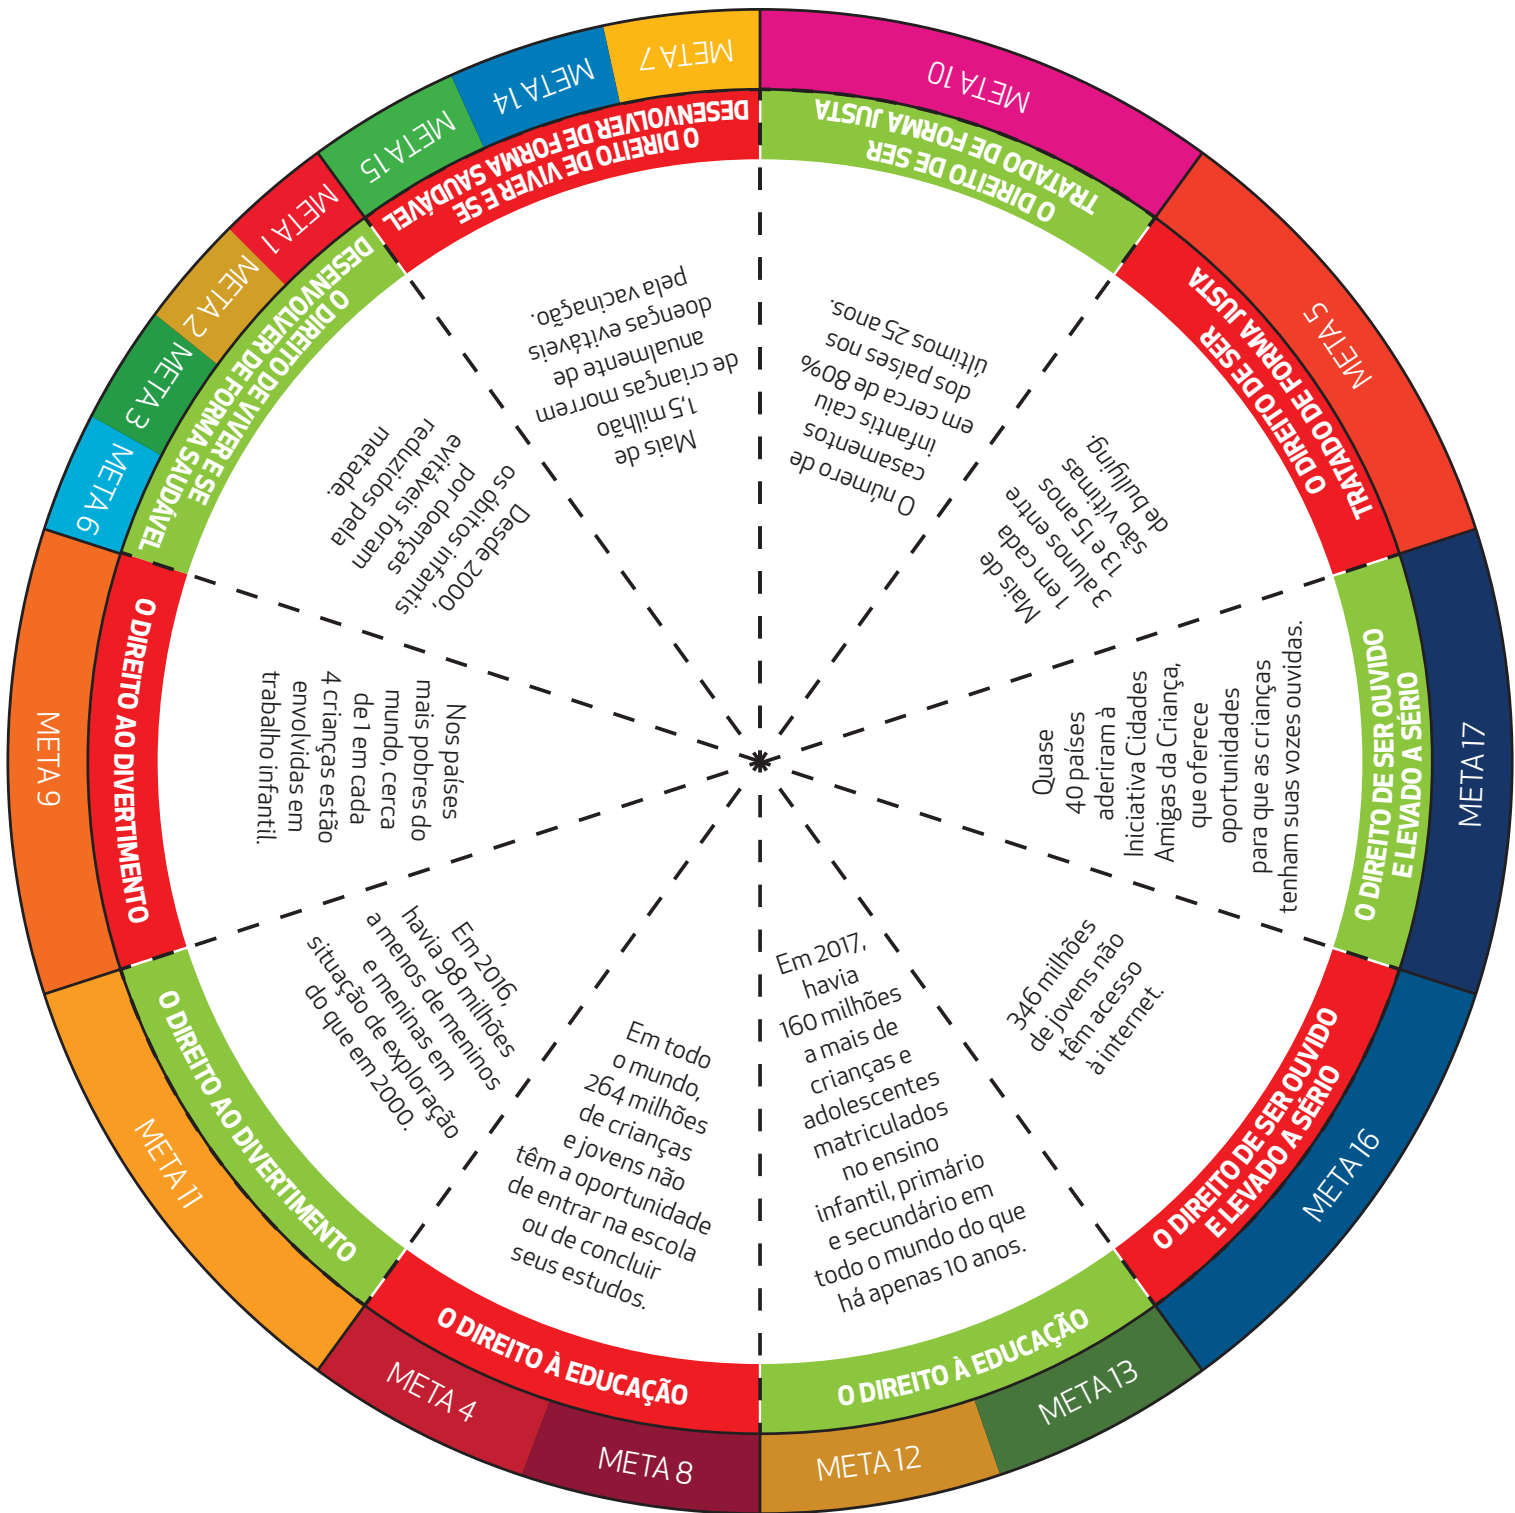 META 10
O DIREITO DE SER
TRATADO DE FORMA JUSTA
O número de
casamentos
infantis caiu
em cerca de 80%
dos países nos
últimos 25 anos.
META 5
O DIREITO DE SER
TRATADO DE FORMA JUSTA
Mais de
1 em cada
3 alunos entre
13 e 15 anos
são vítimas
de bullying.
META 17
O DIREITO DE SER OUVIDO
E LEVADO A SÉRIO
Quase
40 países
aderiram à
Iniciativa Cidades
Amigas da Criança,
que oferece
oportunidades
para que as crianças
tenham suas vozes ouvidas.
META 16
O DIREITO DE SER OUVIDO
E LEVADO A SÉRIO
346 milhões
de jovens não
têm acesso
à internet.
META 13
META 12
O DIREITO À EDUCAÇÃO
Em 2017,
havia
160 milhões
a mais de
crianças e
adolescentes
matriculados
no ensino
infantil, primário
e secundário em
todo o mundo do que
há apenas 10 anos.
META 8
META 4
O DIREITO À EDUCAÇÃO
Em todo
o mundo,
264 milhões
de crianças
e jovens não
têm a oportunidade
de entrar na escola
ou de concluir
seus estudos.
META 11
O DIREITO AO DIVERTIMENTO
Em 2016,
havia 98 milhões
a menos de meninos
e meninas em
situação de exploração
do que em 2000.
META 9
O DIREITO AO DIVERTIMENTO
Nos países
mais pobres do
mundo, cerca
de 1 em cada
4 crianças estão
envolvidas em
trabalho infantil.
META 6
META 3
META 2
META 1
O DIREITO DE VIVER E SE
DESENVOLVER DE FORMA SAUDÁVEL
Desde 2000,
os óbitos infantis
por doenças
evitáveis foram
reduzidos pela
metade.
META 15
META 14
META 7
O DIREITO DE VIVER E SE
DESENVOLVER DE FORMA SAUDÁVEL
Mais de
1,5 milhão
de crianças morrem
anualmente de
doenças evitáveis
pela vacinação.